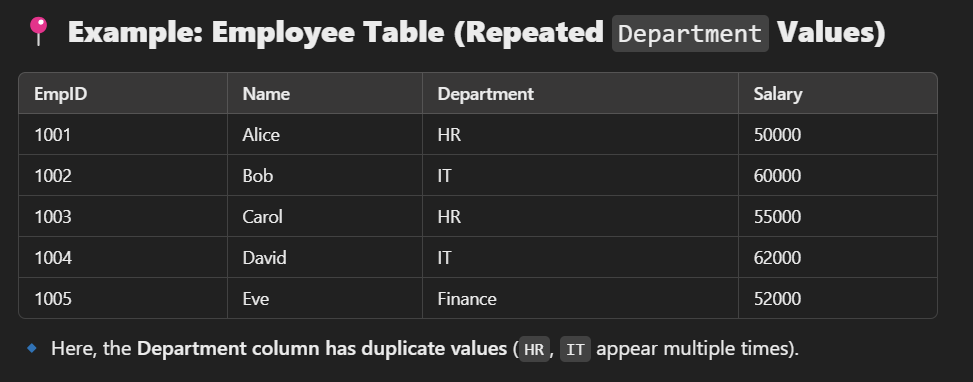 Example: Employee Table (Repeated Department Values)
EmpID Name Department Salary
1001 Alice HR 50000
1002 Bob IT 60000
1003 Carol HR 55000
1004 David IT 62000
1005 Eve Finance 52000
Here, the Department column has duplicate values (HR, IT appear multiple times).